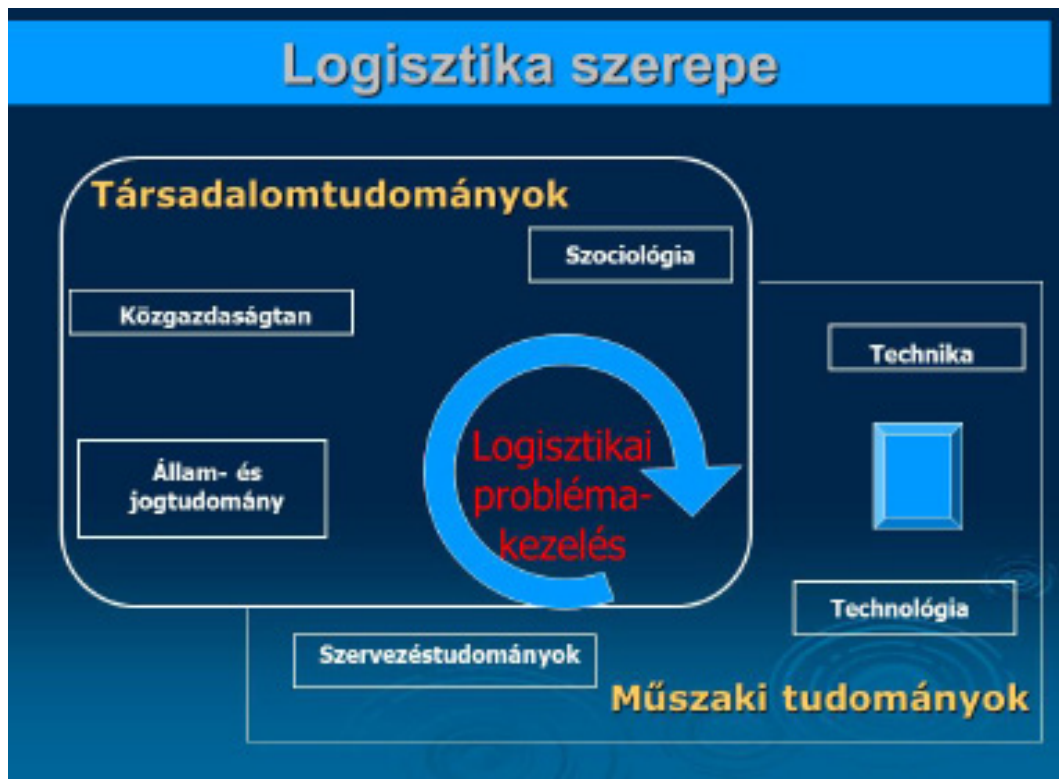 Logisztika szerepe
Társadalomtudományok
Szociológia
Közgazdaságtan
Technika
Állam- és
jogtudomány
Logisztikai
probléma-
kezelés
Technológia
Szervezéstudományok
Műszaki tudományok